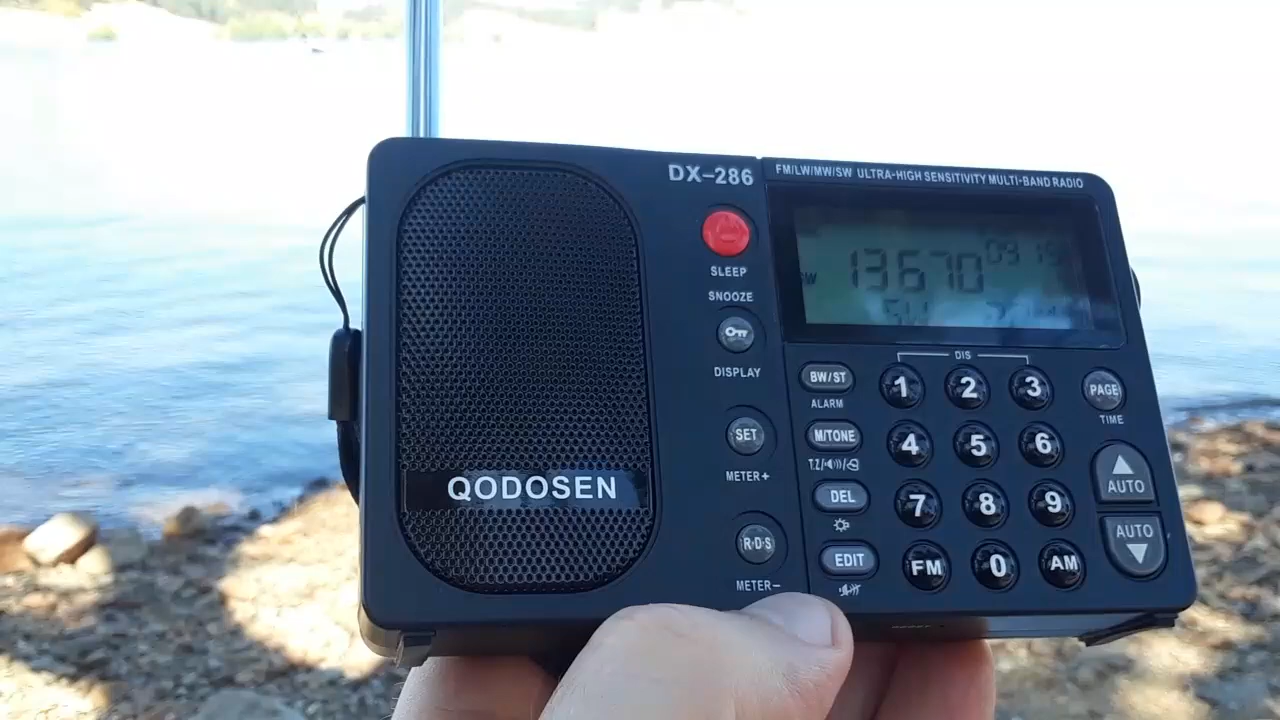 DX-286
FM/LW/MW/SW ULTRA-HIGH SENSITIVITY MULTI-BAND RADIO
SLEEP
SNOOZE
DISPLAY
SET
METER+
R·D·S
METER-
QODOSEN
13670
SW
DIS
BW/ST
1 2 3
PAGE
ALARM
TIME
M/TONE
4 5 6
T.Z/
AUTO
DEL
7 8 9
AUTO
EDIT
FM 0 AM